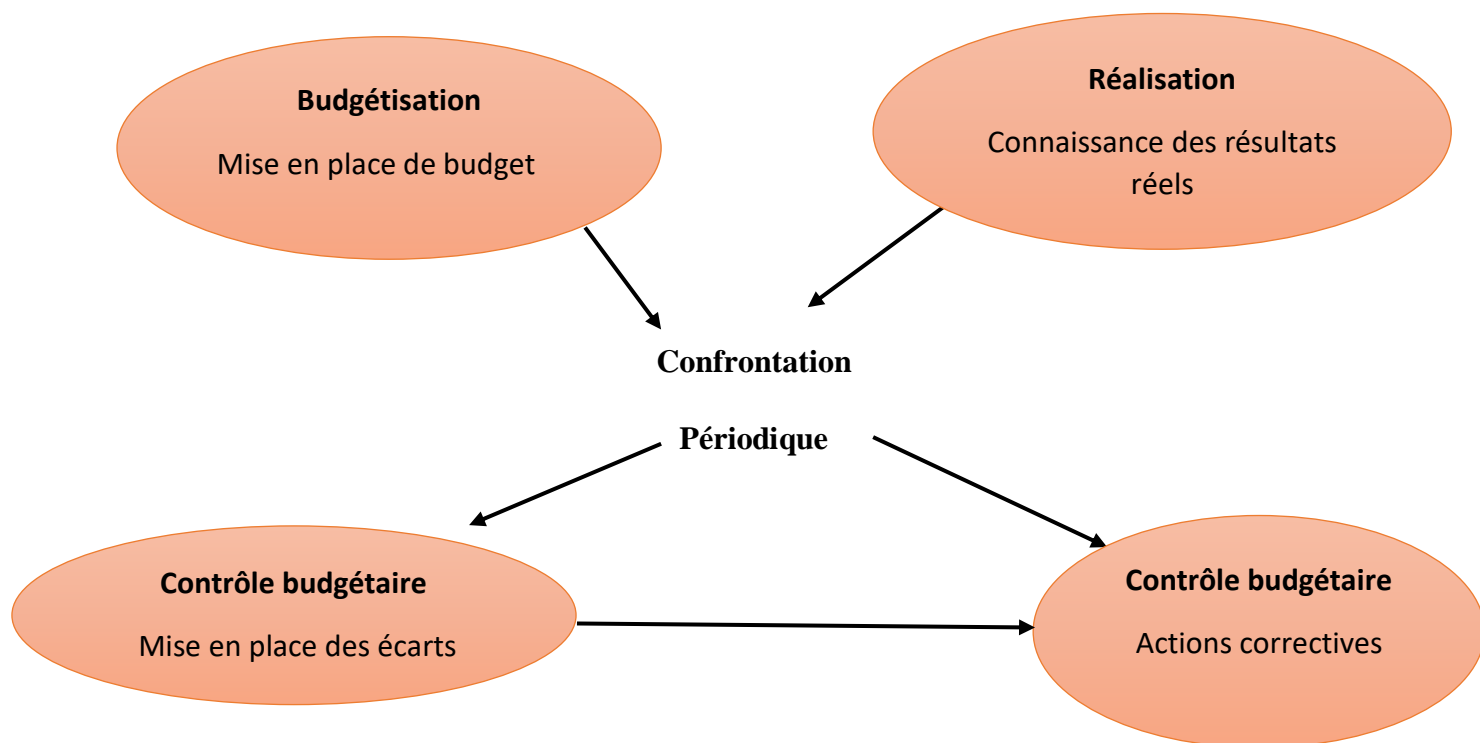 Budgétisation
Mise en place de budget
Réalisation
Connaissance des résultats
réels
Confrontation
Périodique
Contrôle budgétaire
Mise en place des écarts
Contrôle budgétaire
Actions correctives